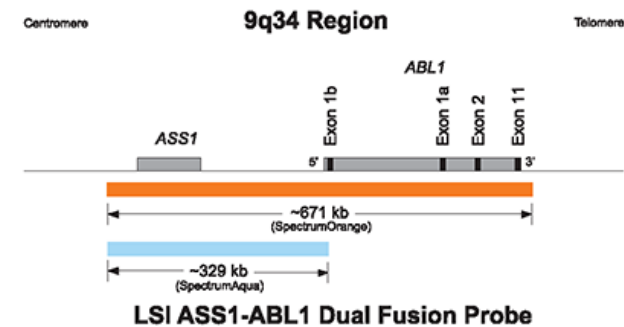 Centromere 9q34 Region Telomere
ABL1
Exon 1b Exon 1a Exon 2 Exon 11
ASS1
5' 3'
~671 kb
(SpectrumOrange)
~329 kb
(SpectrumAqua)
LSI ASS1-ABL1 Dual Fusion Probe